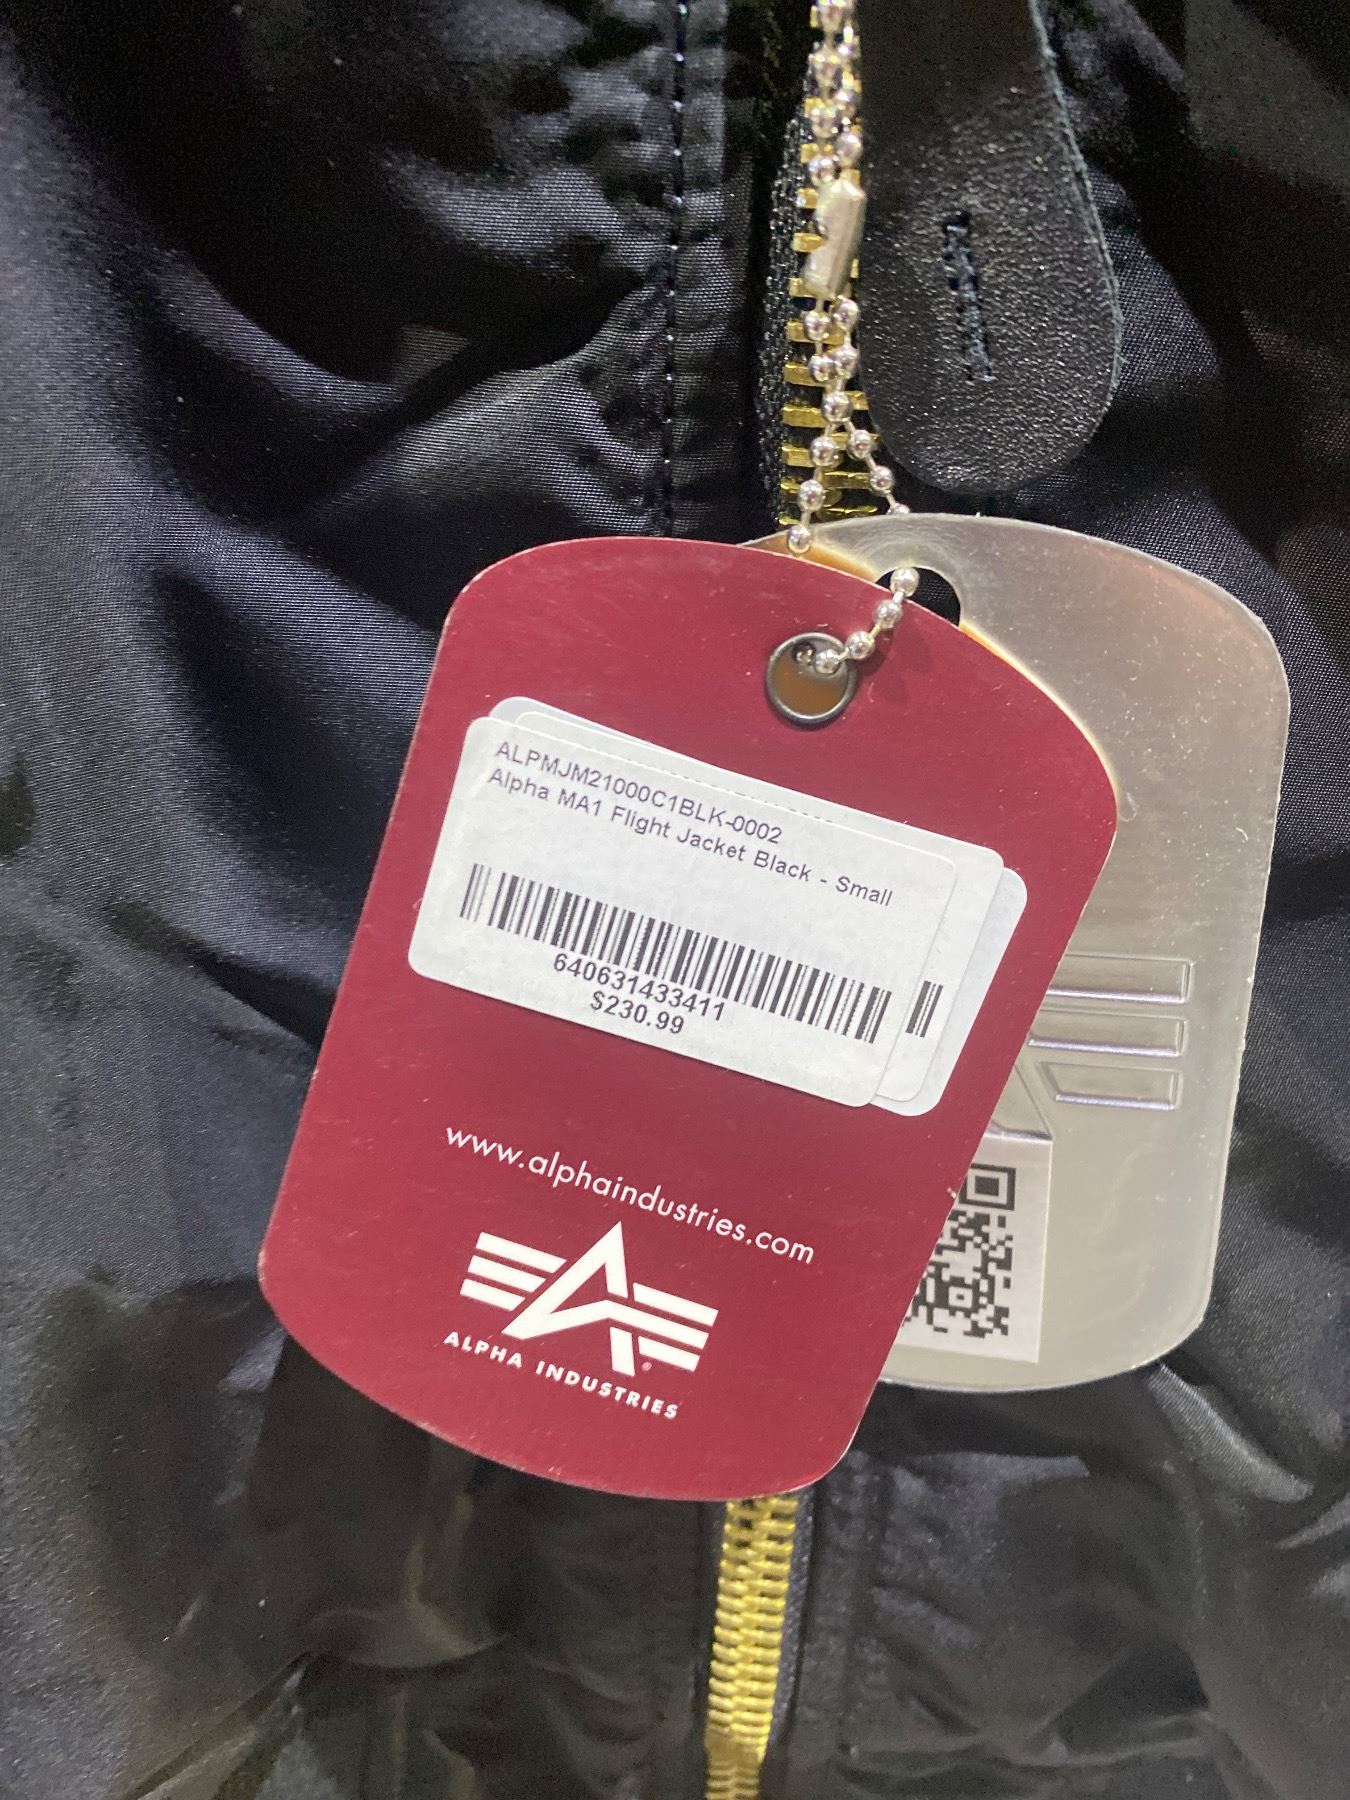 ALPMJM21000C1BLK-0002
Alpha MA1 Flight Jacket Black - Small
640631433411
$230.99
www.alphaindustries.com
ALPHA INDUSTRIES